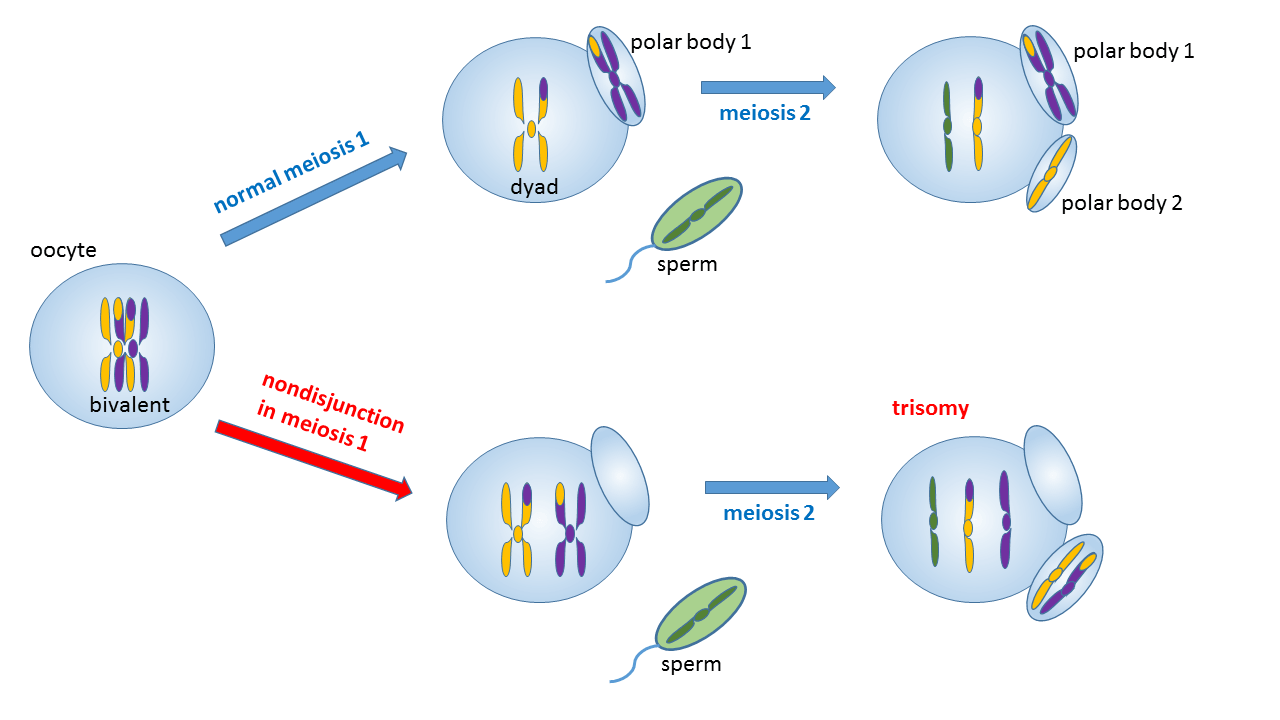 polar body 1
polar body 1
meiosis 2
normal meiosis 1
dyad
polar body 2
oocyte
sperm
bivalent
nondisjunction
in meiosis 1
trisomy
meiosis 2
sperm